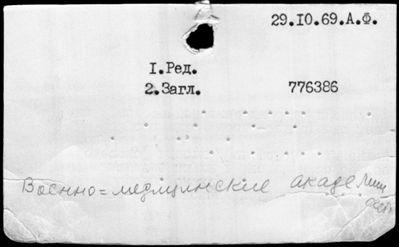 29.10.69.А.Ф.
1.Ред.
2.Загл. 776386
Военно=медицинские академии